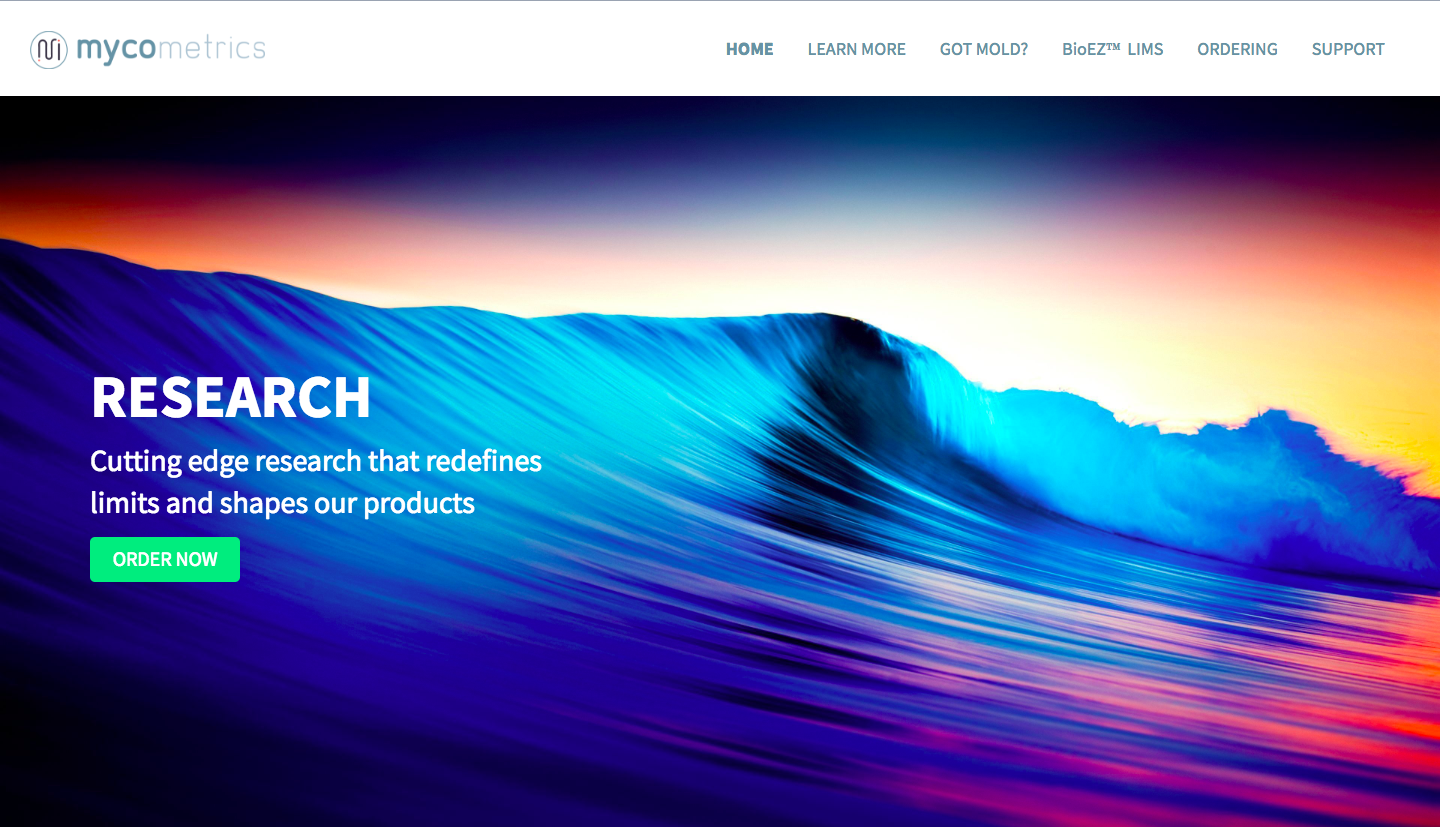 mycometrics
HOME LEARN MORE GOT MOLD? BioEZ™ LIMS ORDERING SUPPORT
RESEARCH
Cutting edge research that redefines
limits and shapes our products
ORDER NOW